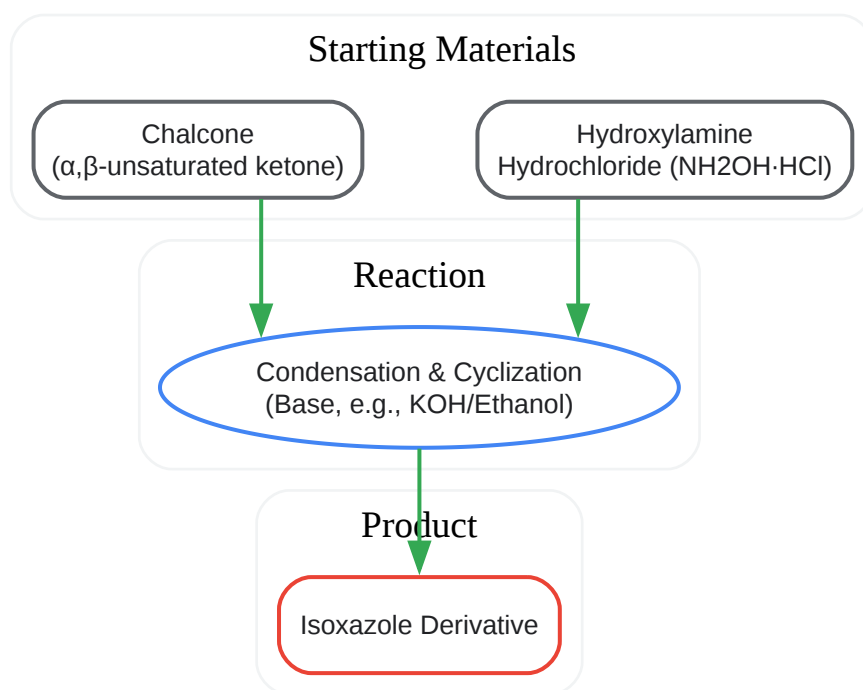 Starting Materials
Chalcone
(α,β-unsaturated ketone)
Hydroxylamine
Hydrochloride (NH2OH·HCl)
Reaction
Condensation & Cyclization
(Base, e.g., KOH/Ethanol)
Product
Isoxazole Derivative